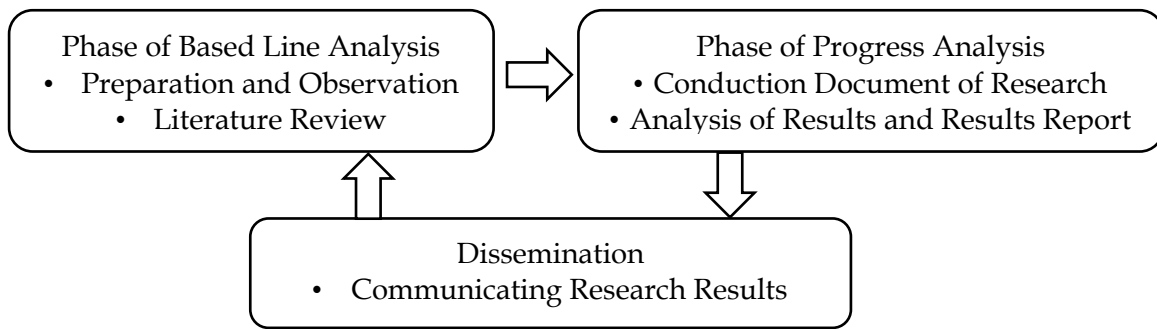 Phase of Based Line Analysis
• Preparation and Observation
• Literature Review
Phase of Progress Analysis
• Conduction Document of Research
• Analysis of Results and Results Report
Dissemination
• Communicating Research Results